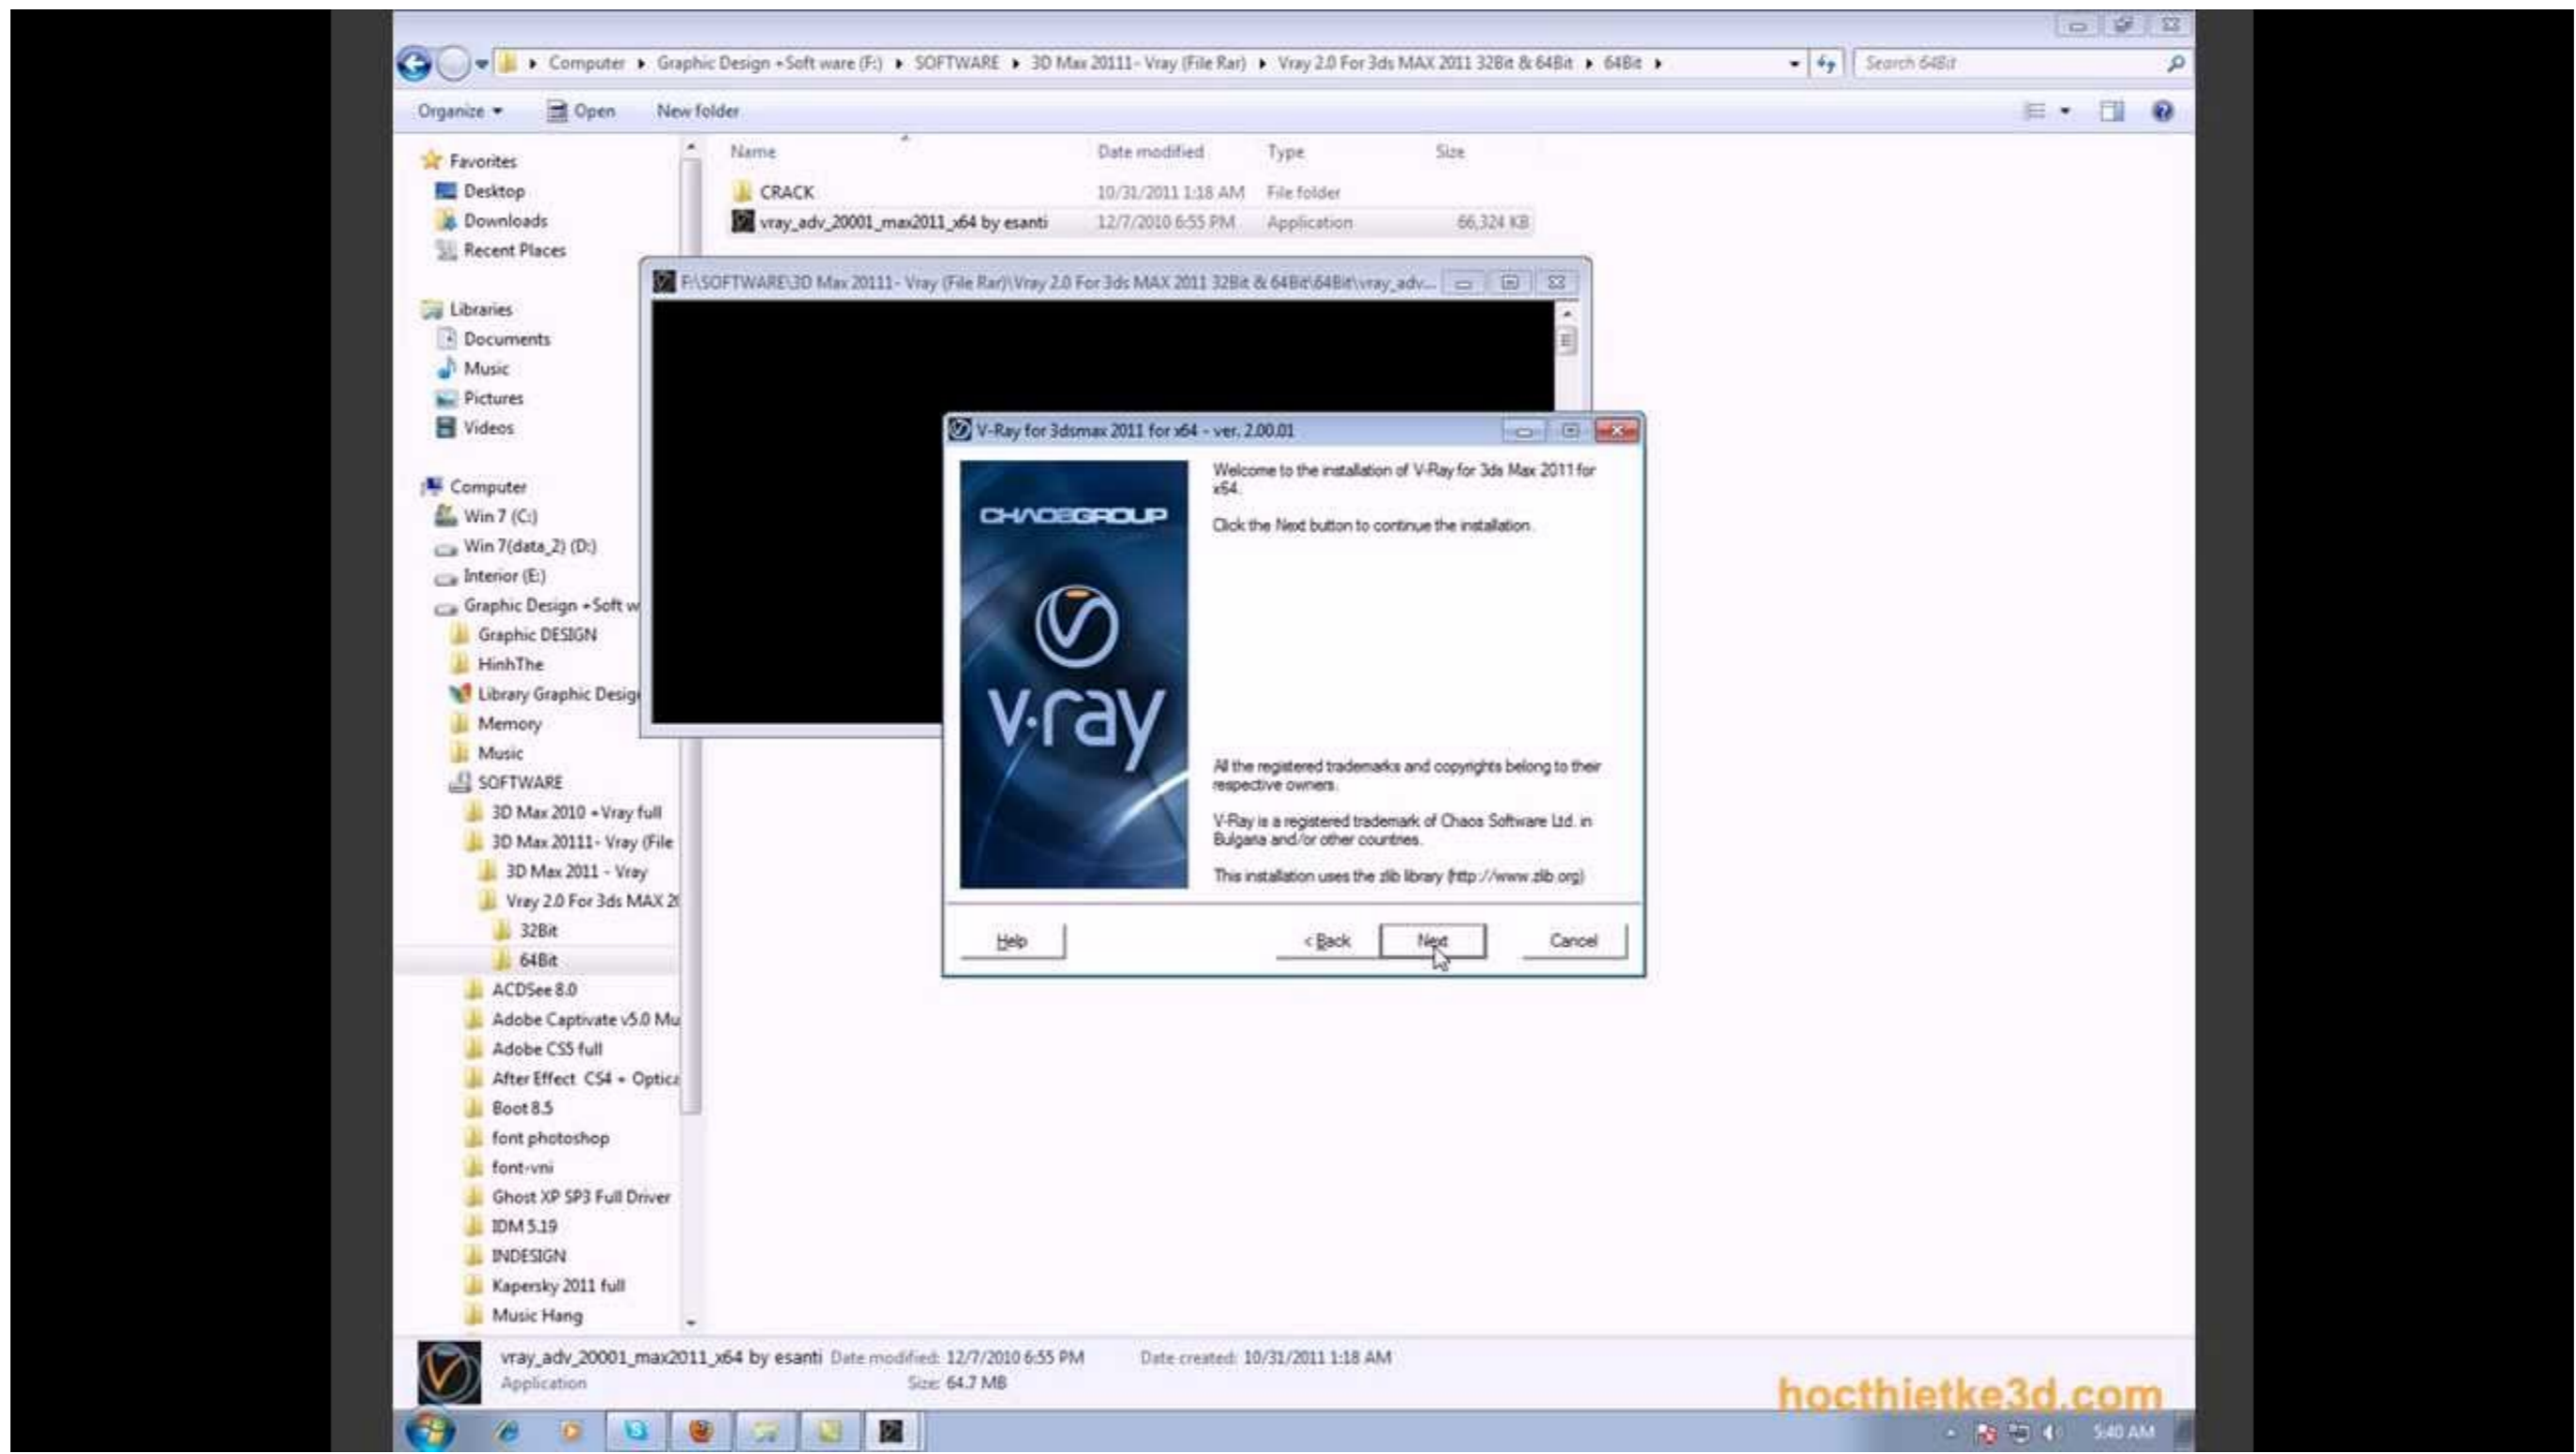 Computer ▸ Graphic Design +Soft ware (F:) ▸ SOFTWARE ▸ 3D Max 20111- Vray (File Rar) ▸ Vray 2.0 For 3ds MAX 2011 32Bit & 64Bit ▸ 64Bit ▸
Search 64Bit
Organize Open New folder
Name Date modified Type Size
CRACK 10/31/2011 1:18 AM File folder
vray_adv_20001_max2011_x64 by esanti 12/7/2010 6:55 PM Application 66,324 KB
Favorites
Desktop
Downloads
Recent Places
Libraries
Documents
Music
Pictures
Videos
Computer
Win 7 (C:)
Win 7(data_2) (D:)
Interior (E:)
Graphic Design +Soft w
Graphic DESIGN
HinhThe
Library Graphic Desig
Memory
Music
SOFTWARE
3D Max 2010 +Vray full
3D Max 20111- Vray (File
3D Max 2011 - Vray
Vray 2.0 For 3ds MAX 20
32Bit
64Bit
ACDSee 8.0
Adobe Captivate v5.0 Mu
Adobe CS5 full
After Effect CS4 + Optica
Boot 8.5
font photoshop
font-vni
Ghost XP SP3 Full Driver
IDM 5.19
INDESIGN
Kapersky 2011 full
Music Hang
F:\SOFTWARE\3D Max 20111- Vray (File Rar)\Vray 2.0 For 3ds MAX 2011 32Bit & 64Bit\64Bit\vray_adv...
V-Ray for 3dsmax 2011 for x64 - ver. 2.00.01
CHAOSGROUP
v·ray
Welcome to the installation of V-Ray for 3ds Max 2011 for
x64.
Click the Next button to continue the installation.
All the registered trademarks and copyrights belong to their
respective owners.
V-Ray is a registered trademark of Chaos Software Ltd. in
Bulgaria and/or other countries.
This installation uses the zlib library (http://www.zlib.org)
Help < Back Next Cancel
vray_adv_20001_max2011_x64 by esanti Date modified: 12/7/2010 6:55 PM Date created: 10/31/2011 1:18 AM
Application Size: 64.7 MB
hocthietke3d.com
5:40 AM